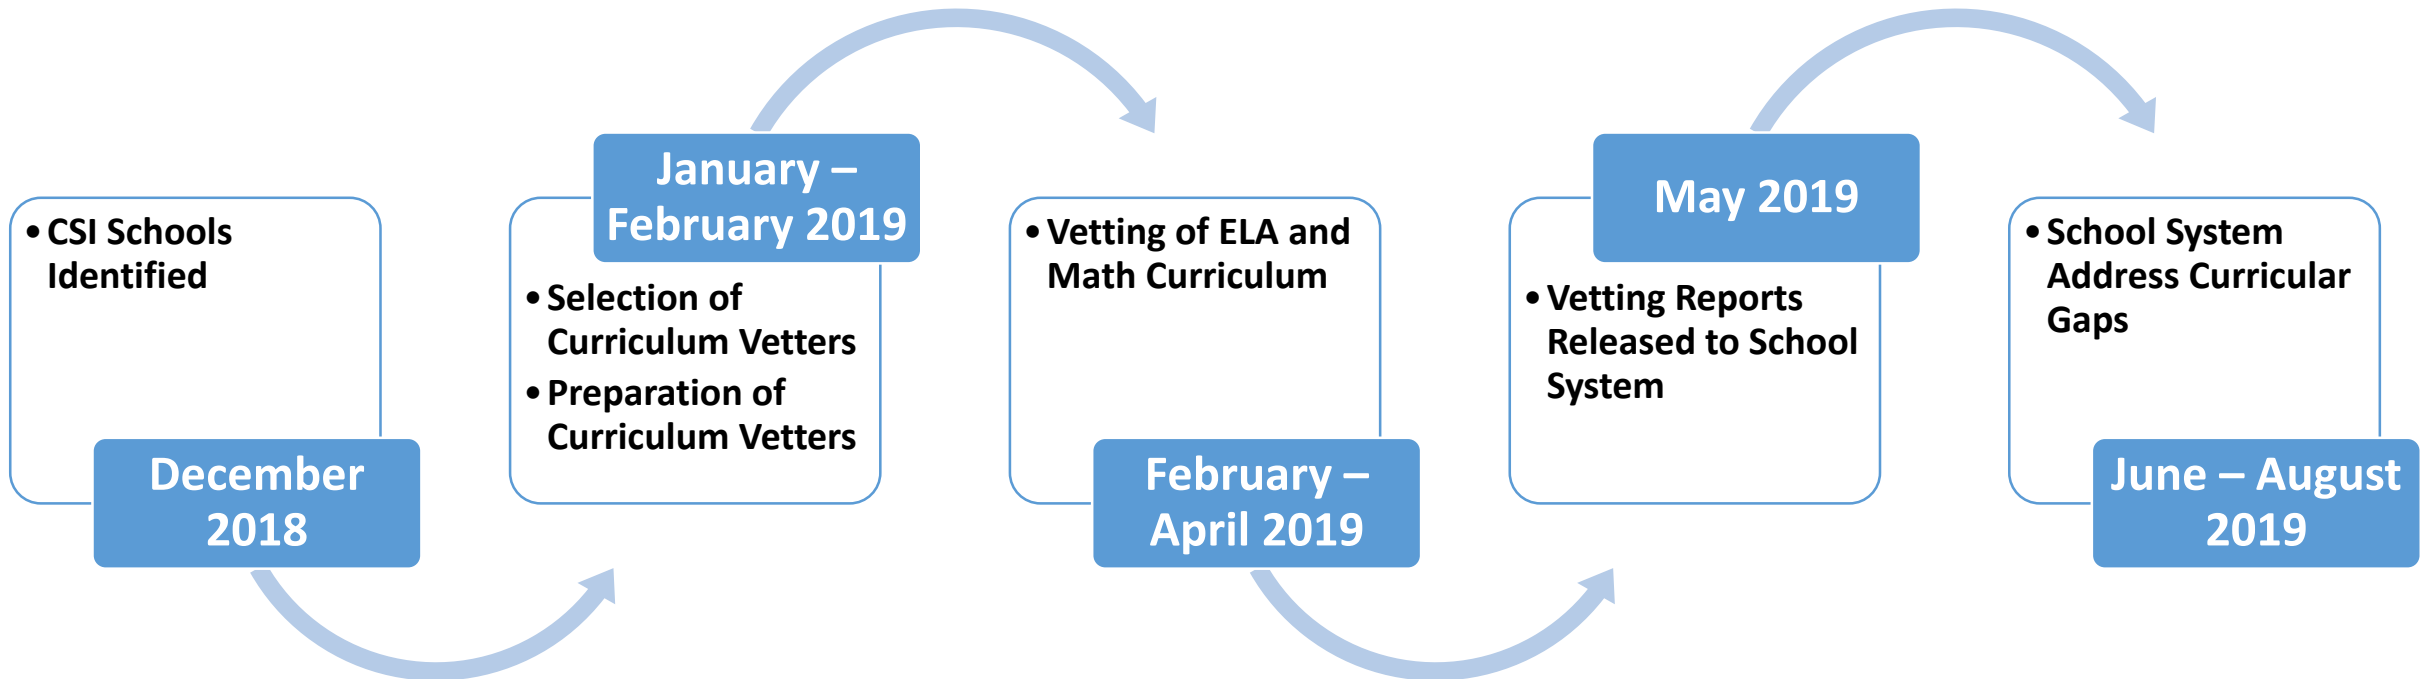 • CSI Schools
Identified
December
2018
January –
February 2019
• Selection of
Curriculum Vetters
• Preparation of
Curriculum Vetters
• Vetting of ELA and
Math Curriculum
February –
April 2019
May 2019
• Vetting Reports
Released to School
System
• School System
Address Curricular
Gaps
June – August
2019